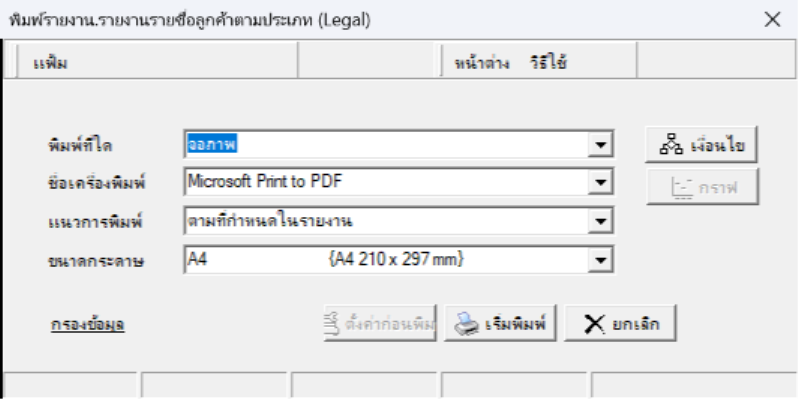 พิมพ์รายงาน.รายงานรายชื่อลูกค้าตามประเภท (Legal)
แฟ้ม หน้าต่าง วิธีใช้
พิมพ์ที่ใด จอภาพ เงื่อนไข
ชื่อเครื่องพิมพ์ Microsoft Print to PDF กราฟ
แนวการพิมพ์ ตามที่กำหนดในรายงาน
ขนาดกระดาษ A4 {A4 210 x 297 mm}
กรองข้อมูล ตั้งค่าก่อนพิม เริ่มพิมพ์ ยกเลิก